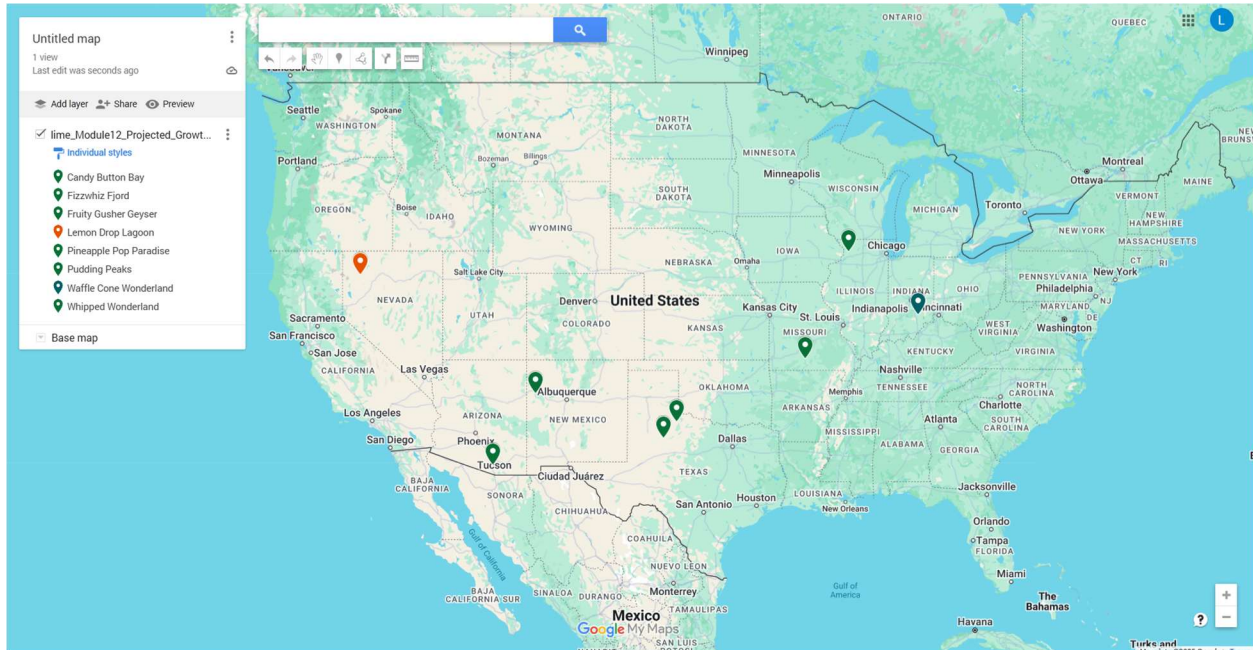 Untitled map
1 view
Last edit was seconds ago
Add layer
Share
Preview
lime_Module12_Projected_Growt...
Individual styles
Candy Button Bay
Fizzwhiz Fjord
Fruity Gusher Geyser
Lemon Drop Lagoon
Pineapple Pop Paradise
Pudding Peaks
Waffle Cone Wonderland
Whipped Wonderland
Base map
L
ONTARIO
QUEBEC
Winnipeg
Seattle
Spokane
WASHINGTON
NORTH
DAKOTA
MONTANA
MINNESOTA
Portland
Bozeman
Billings
Montreal
Ottawa
MAINE
Minneapolis
WISCONSIN
SOUTH
DAKOTA
VERMONT
OREGON
Boise
IDAHO
MICHIGAN
Toronto
NEW
HAMPSHIRE
WYOMING
NEW YORK
MASSACHUSETTS
IOWA
Chicago
NEBRASKA
Omaha
CT
RI
Salt Lake City
PENNSYLVANIA
New York
NEVADA
Denver
United States
ILLINOIS
INDIANA
OHIO
Philadelphia
UTAH
Kansas City
Indianapolis
MARYLAND
NJ
Sacramento
COLORADO
KANSAS
St. Louis
DE
San Francisco
MISSOURI
WEST
VIRGINIA
Washington
San Jose
CALIFORNIA
Las Vegas
KENTUCKY
VIRGINIA
Nashville
Albuquerque
OKLAHOMA
Memphis
TENNESSEE
NORTH
CAROLINA
Los Angeles
ARIZONA
NEW MEXICO
ARKANSAS
Charlotte
Atlanta
SOUTH
CAROLINA
San Diego
Phoenix
Dallas
MISSISSIPPI
ALABAMA
GEORGIA
Tucson
Ciudad Juárez
TEXAS
BAJA
CALIFORNIA
SONORA
San Antonio
Houston
LOUISIANA
New Orleans
Jacksonville
CHIHUAHUA
Orlando
Tampa
FLORIDA
COAHUILA
Gulf of California
NUEVO LEON
Miami
BAJA
CALIFORNIA SUR
SINALOA
DURANGO
Monterrey
Gulf of
America
The
Bahamas
Mexico
TAMAULIPAS
Google My Maps
Havana
SAN LUIS
Turks and